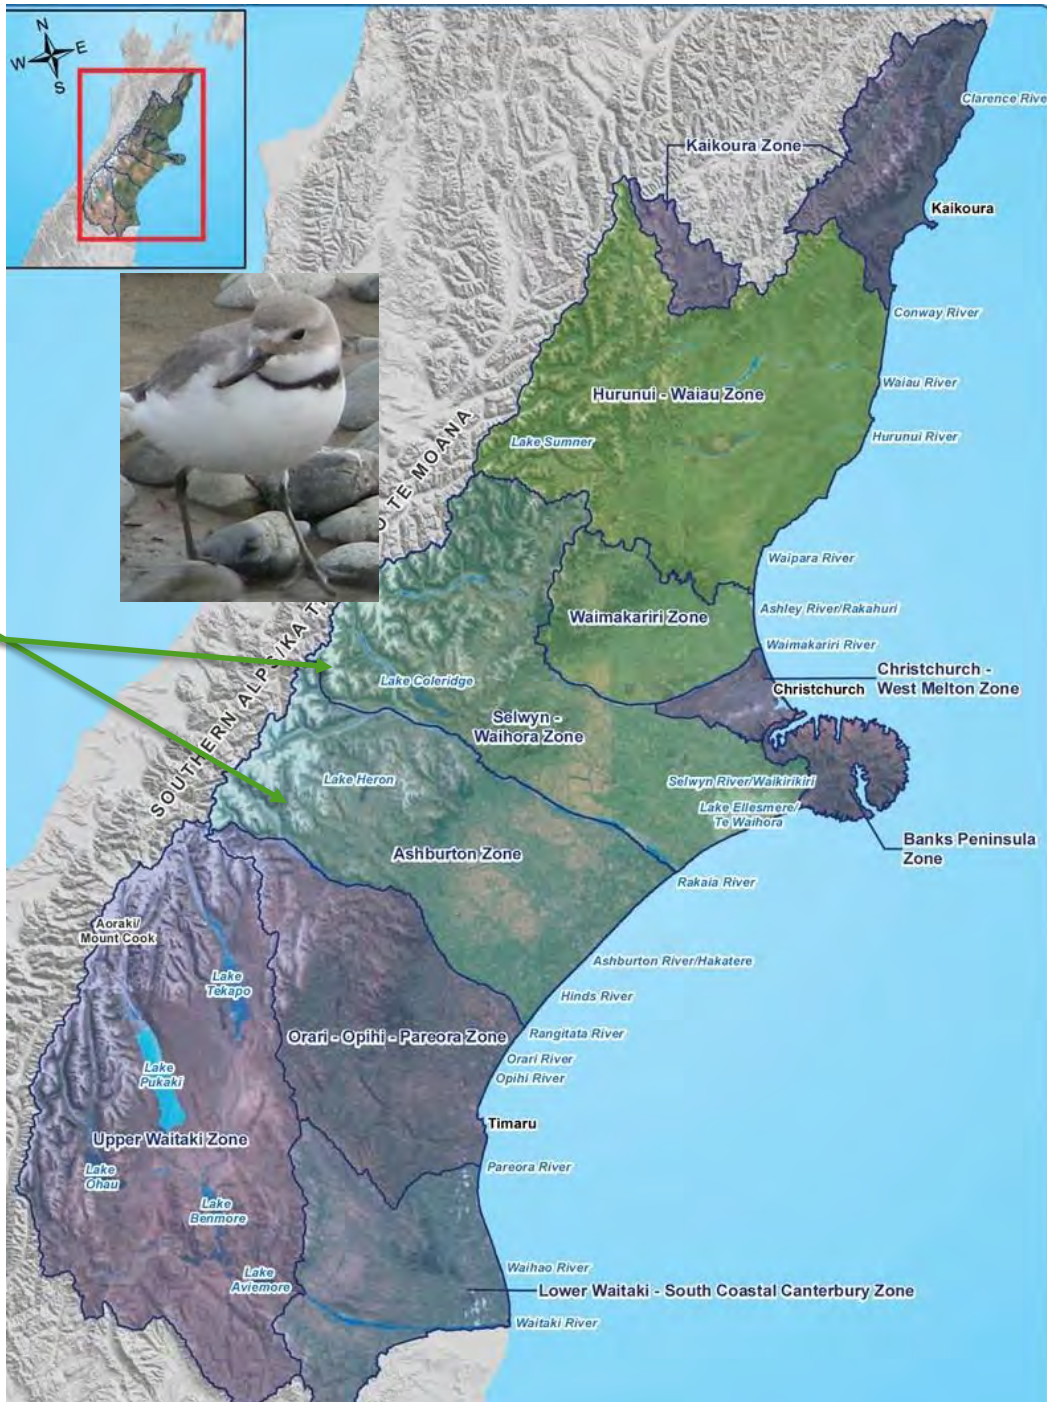 N
W
E
S
Clarence Rive
Kaikoura Zone
Kaikoura
Conway River
Waiau River
Hurunui - Waiau Zone
Hurunui River
Lake Sumner
O TE MOANA
Waipara River
Waimakariri Zone
Ashley River/Rakahuri
Waimakariri River
SOUTHERN ALPS/KA T
Christchurch -
West Melton Zone
Christchurch
Lake Coleridge
Selwyn -
Waihora Zone
Lake Heron
Selwyn River/Waikirikiri
Lake Ellesmere/
Te Waihora
Banks Peninsula
Zone
Ashburton Zone
Rakaia River
Aoraki/
Mount Cook
Ashburton River/Hakatere
Lake
Tekapo
Hinds River
Orari - Opihi - Pareora Zone
Rangitata River
Orari River
Opihi River
Lake
Pukaki
Timaru
Upper Waitaki Zone
Lake
Ohau
Pareora River
Lake
Benmore
Waihao River
Lake
Aviemore
Lower Waitaki - South Coastal Canterbury Zone
Waitaki River